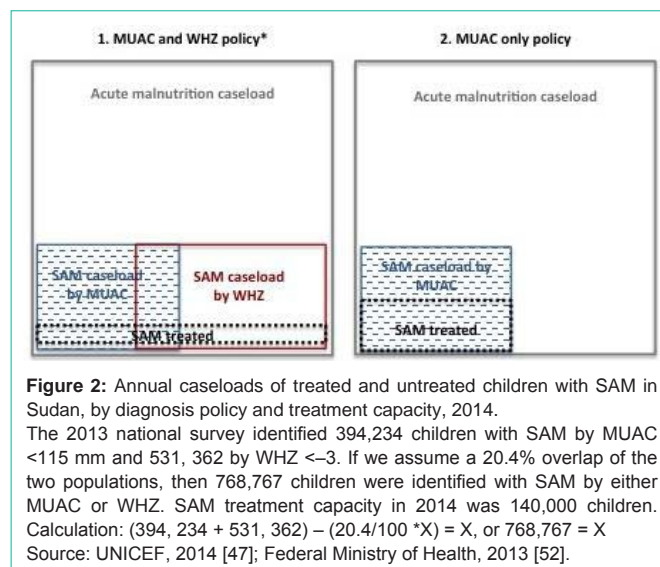 1. MUAC and WHZ policy*
2. MUAC only policy
Acute malnutrition caseload
Acute malnutrition caseload
SAM caseload
by MUAC
SAM caseload
by WHZ
SAM treated
SAM caseload by
MUAC
SAM treated
Figure 2: Annual caseloads of treated and untreated children with SAM in
Sudan, by diagnosis policy and treatment capacity, 2014.
The 2013 national survey identified 394,234 children with SAM by MUAC
<115 mm and 531, 362 by WHZ <–3. If we assume a 20.4% overlap of the
two populations, then 768,767 children were identified with SAM by either
MUAC or WHZ. SAM treatment capacity in 2014 was 140,000 children.
Calculation: (394, 234 + 531, 362) – (20.4/100 *X) = X, or 768,767 = X
Source: UNICEF, 2014 [47]; Federal Ministry of Health, 2013 [52].